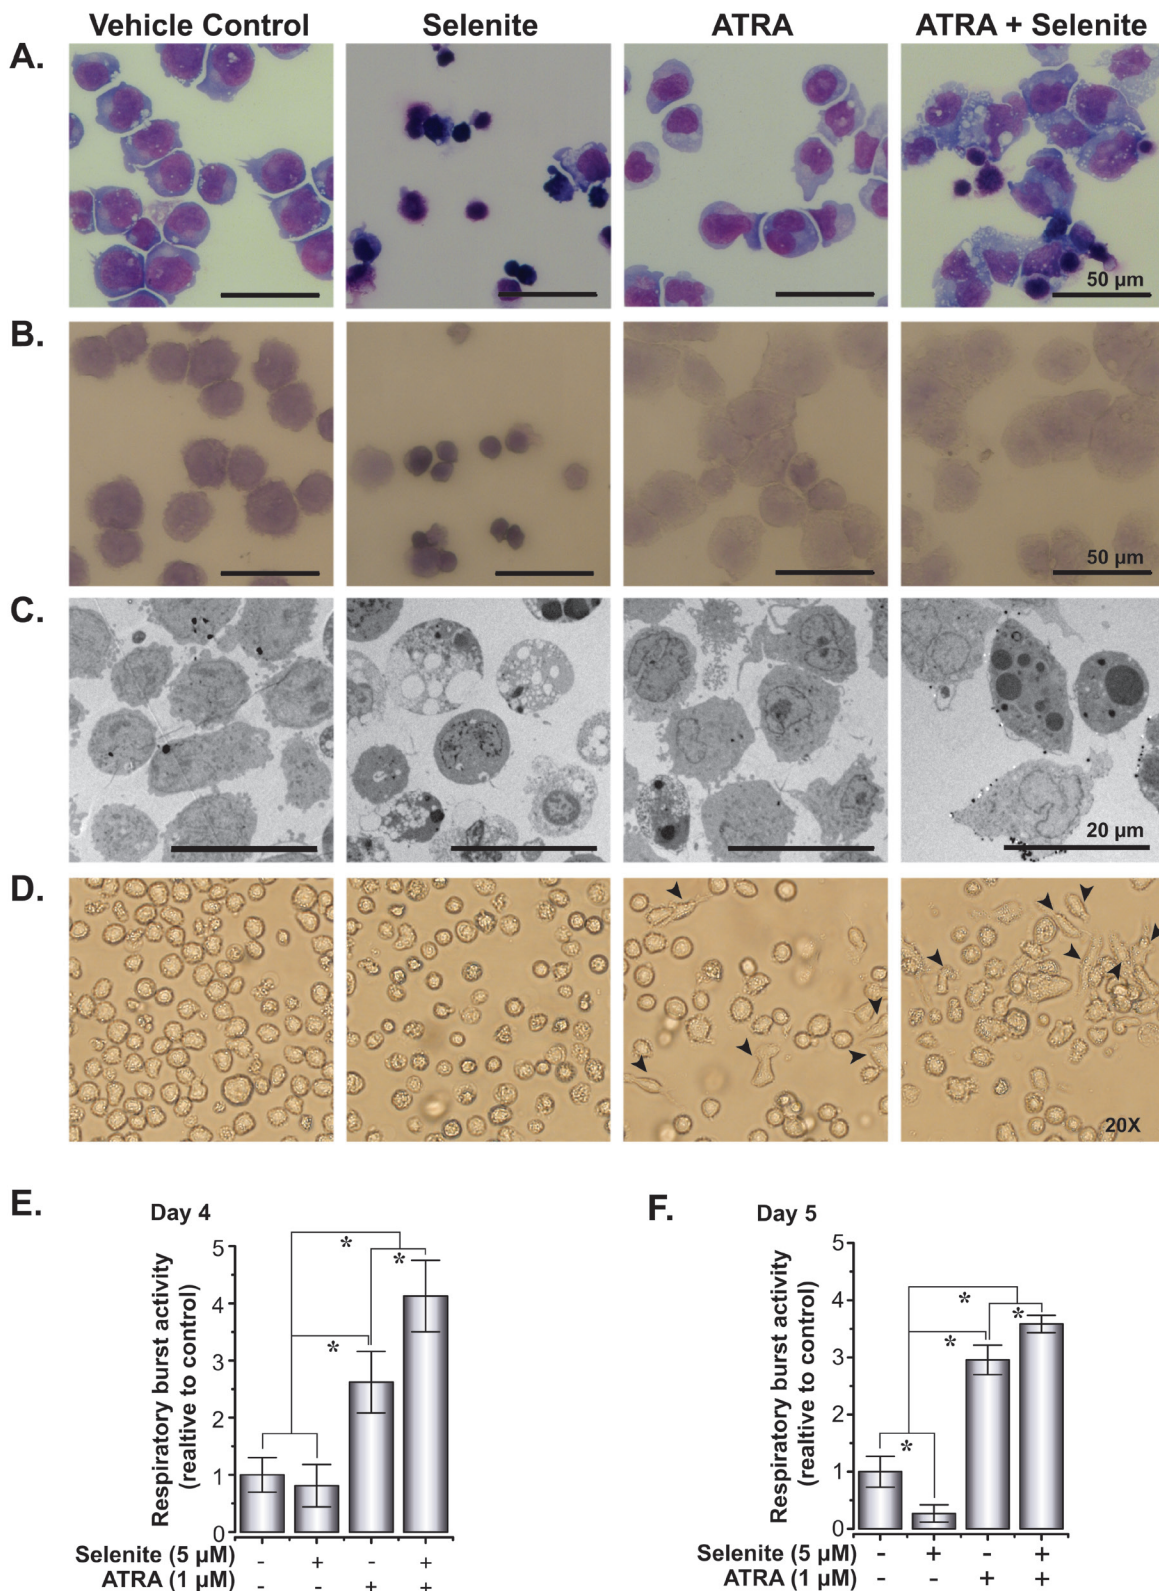 Vehicle Control Selenite ATRA ATRA + Selenite
A.
50 µm
B.
50 µm
C.
20 µm
D.
20X
E.
Day 4
Respiratory burst activity
(realtive to control)
5
4
3
2
1
0
* * *
Selenite (5 µM) - + - +
ATRA (1 µM) - - + +
F.
Day 5
Respiratory burst activity
(realtive to control)
5
4
3
2
1
0
* * * *
Selenite (5 µM) - + - +
ATRA (1 µM) - - + +